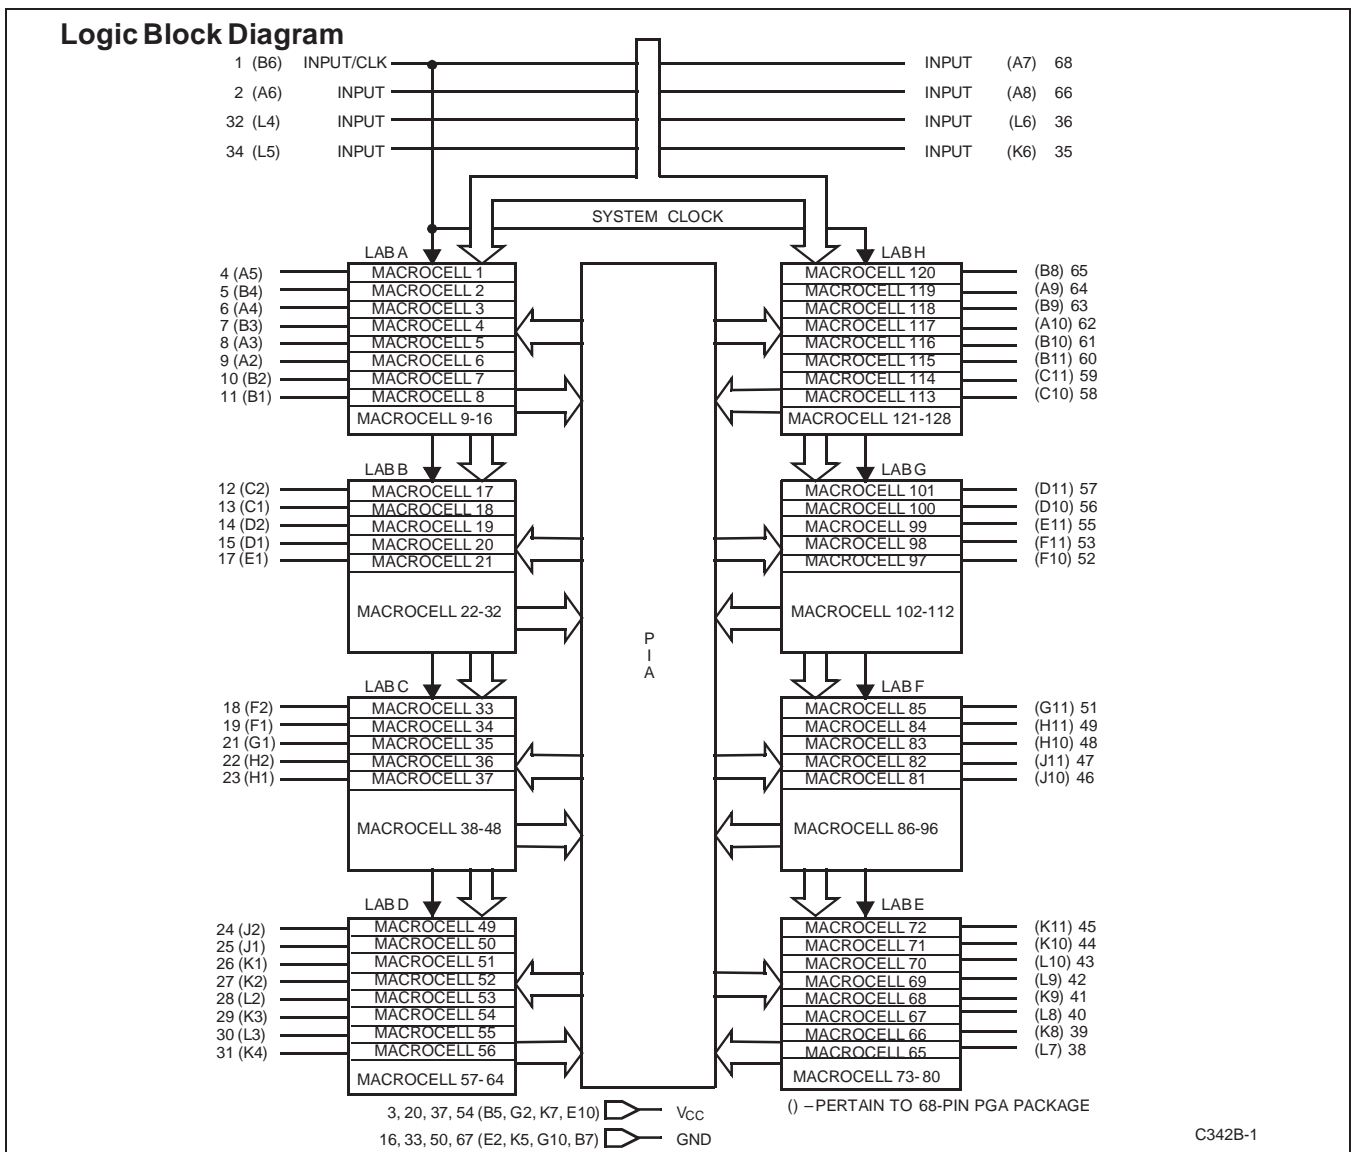 Logic Block Diagram
1 (B6) INPUT/CLK INPUT (A7) 68
2 (A6) INPUT INPUT (A8) 66
32 (L4) INPUT INPUT (L6) 36
34 (L5) INPUT INPUT (K6) 35
SYSTEM CLOCK
LAB A LAB H
4 (A5) MACROCELL 1 MACROCELL 120 (B8) 65
5 (B4) MACROCELL 2 MACROCELL 119 (A9) 64
6 (A4) MACROCELL 3 MACROCELL 118 (B9) 63
7 (B3) MACROCELL 4 MACROCELL 117 (A10) 62
8 (A3) MACROCELL 5 MACROCELL 116 (B10) 61
9 (A2) MACROCELL 6 MACROCELL 115 (B11) 60
10 (B2) MACROCELL 7 MACROCELL 114 (C11) 59
11 (B1) MACROCELL 8 MACROCELL 113 (C10) 58
MACROCELL 9-16 MACROCELL 121-128
LAB B LAB G
12 (C2) MACROCELL 17 MACROCELL 101 (D11) 57
13 (C1) MACROCELL 18 MACROCELL 100 (D10) 56
14 (D2) MACROCELL 19 MACROCELL 99 (E11) 55
15 (D1) MACROCELL 20 MACROCELL 98 (F11) 53
17 (E1) MACROCELL 21 MACROCELL 97 (F10) 52
MACROCELL 22-32 MACROCELL 102-112
P
I
A
LAB C LAB F
18 (F2) MACROCELL 33 MACROCELL 85 (G11) 51
19 (F1) MACROCELL 34 MACROCELL 84 (H11) 49
21 (G1) MACROCELL 35 MACROCELL 83 (H10) 48
22 (H2) MACROCELL 36 MACROCELL 82 (J11) 47
23 (H1) MACROCELL 37 MACROCELL 81 (J10) 46
MACROCELL 38-48 MACROCELL 86-96
LAB D LAB E
24 (J2) MACROCELL 49 MACROCELL 72 (K11) 45
25 (J1) MACROCELL 50 MACROCELL 71 (K10) 44
26 (K1) MACROCELL 51 MACROCELL 70 (L10) 43
27 (K2) MACROCELL 52 MACROCELL 69 (L9) 42
28 (L2) MACROCELL 53 MACROCELL 68 (K9) 41
29 (K3) MACROCELL 54 MACROCELL 67 (L8) 40
30 (L3) MACROCELL 55 MACROCELL 66 (K8) 39
31 (K4) MACROCELL 56 MACROCELL 65 (L7) 38
MACROCELL 57-64 MACROCELL 73-80
3, 20, 37, 54 (B5, G2, K7, E10) VCC () – PERTAIN TO 68-PIN PGA PACKAGE
16, 33, 50, 67 (E2, K5, G10, B7) GND
C342B-1